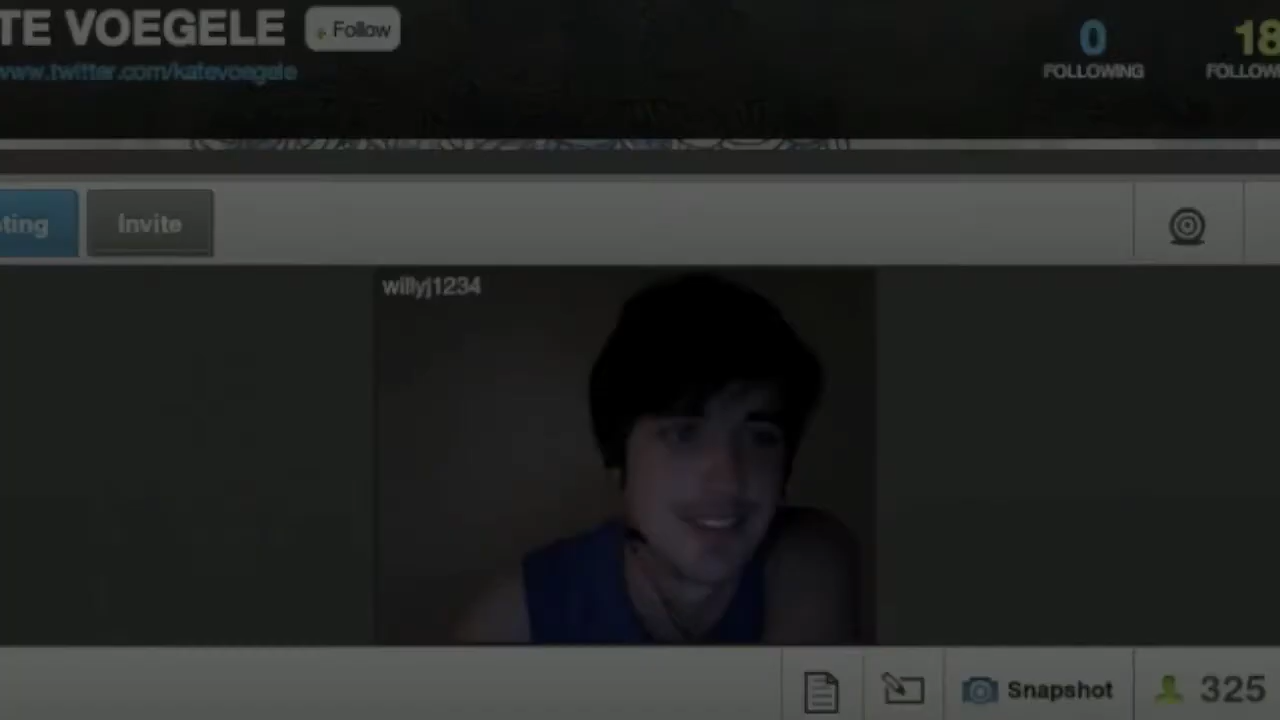 TE VOEGELE
Follow
www.twitter.com/katevoegele
0
FOLLOWING
18
FOLLOW
ting
Invite
willyj1234
Snapshot
325